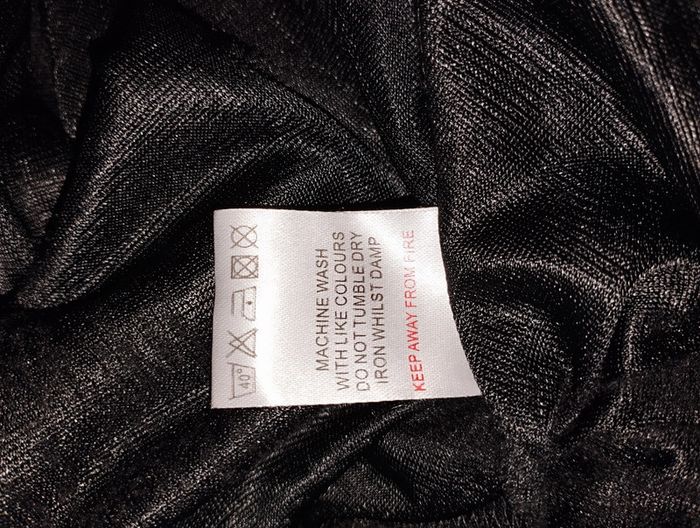 40°
MACHINE WASH
WITH LIKE COLOURS
DO NOT TUMBLE DRY
IRON WHILST DAMP
KEEP AWAY FROM FIRE